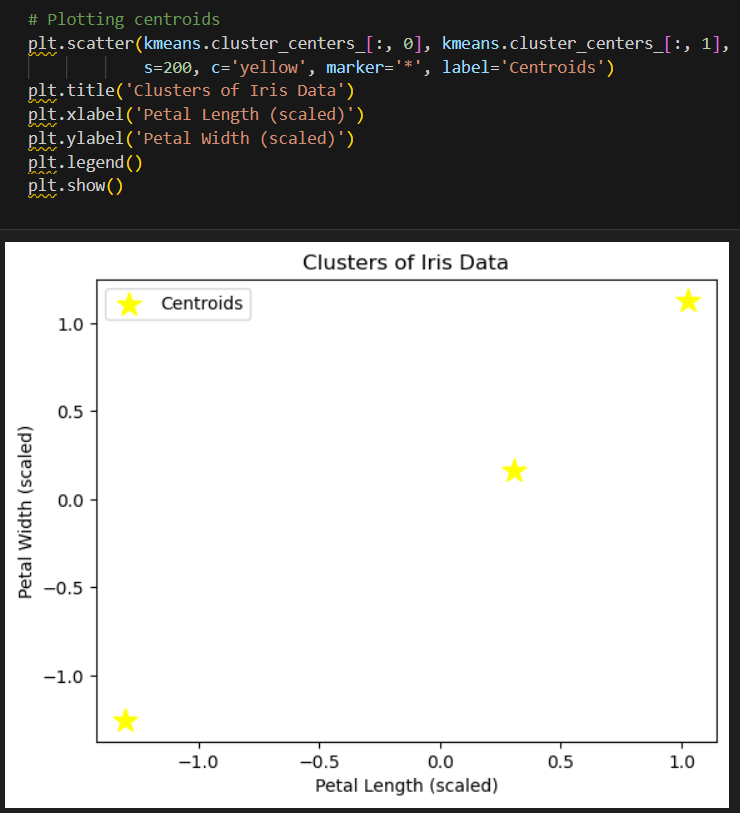 # Plotting centroids
plt.scatter(kmeans.cluster_centers_[:, 0], kmeans.cluster_centers_[:, 1],
s=200, c='yellow', marker='*', label='Centroids')
plt.title('Clusters of Iris Data')
plt.xlabel('Petal Length (scaled)')
plt.ylabel('Petal Width (scaled)')
plt.legend()
plt.show()
Clusters of Iris Data
Centroids
1.0
0.5
0.0
−0.5
−1.0
Petal Width (scaled)
−1.0 −0.5 0.0 0.5 1.0
Petal Length (scaled)